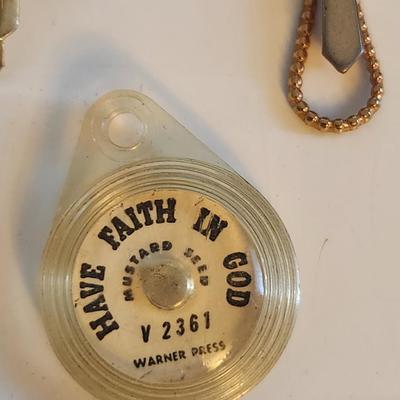 HAVE FAITH IN GOD
MUSTARD SEED
V 2361
WARNER PRESS